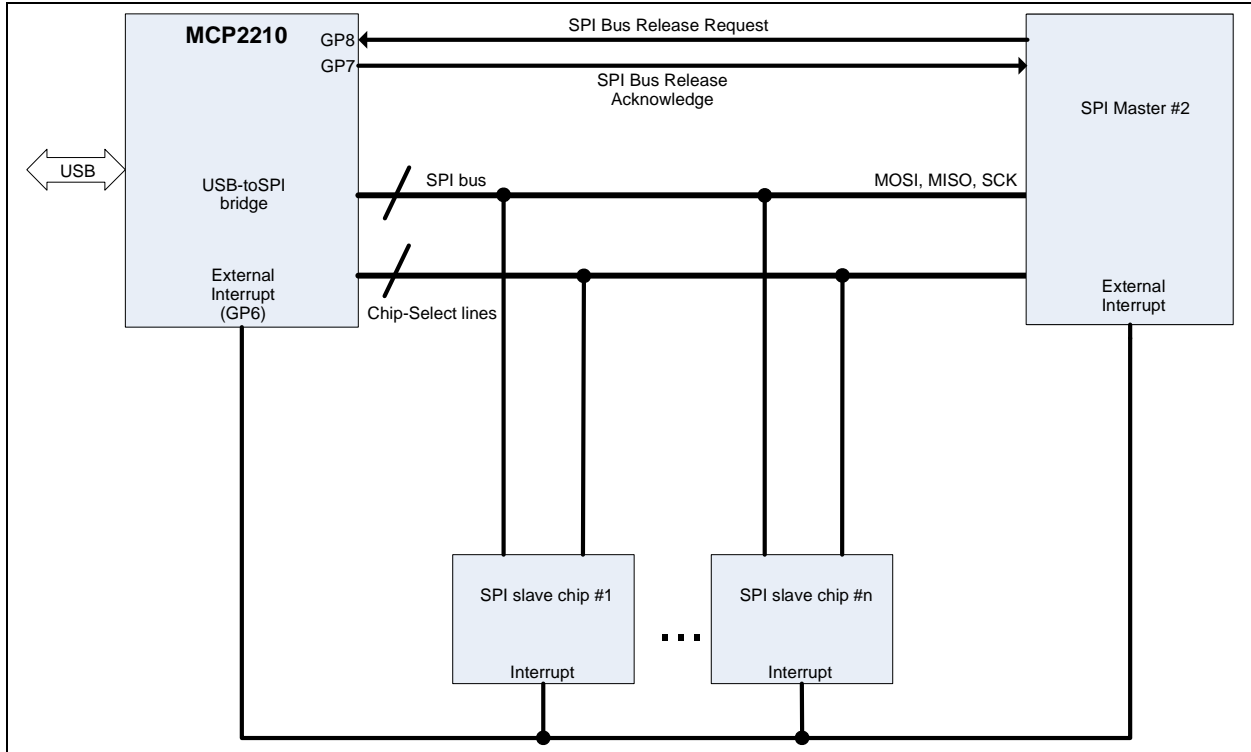 MCP2210
GP8
SPI Bus Release Request
GP7
SPI Bus Release
Acknowledge
SPI Master #2
USB
USB-toSPI
bridge
SPI bus
MOSI, MISO, SCK
External
Interrupt
(GP6)
Chip-Select lines
External
Interrupt
SPI slave chip #1
SPI slave chip #n
...
Interrupt
Interrupt